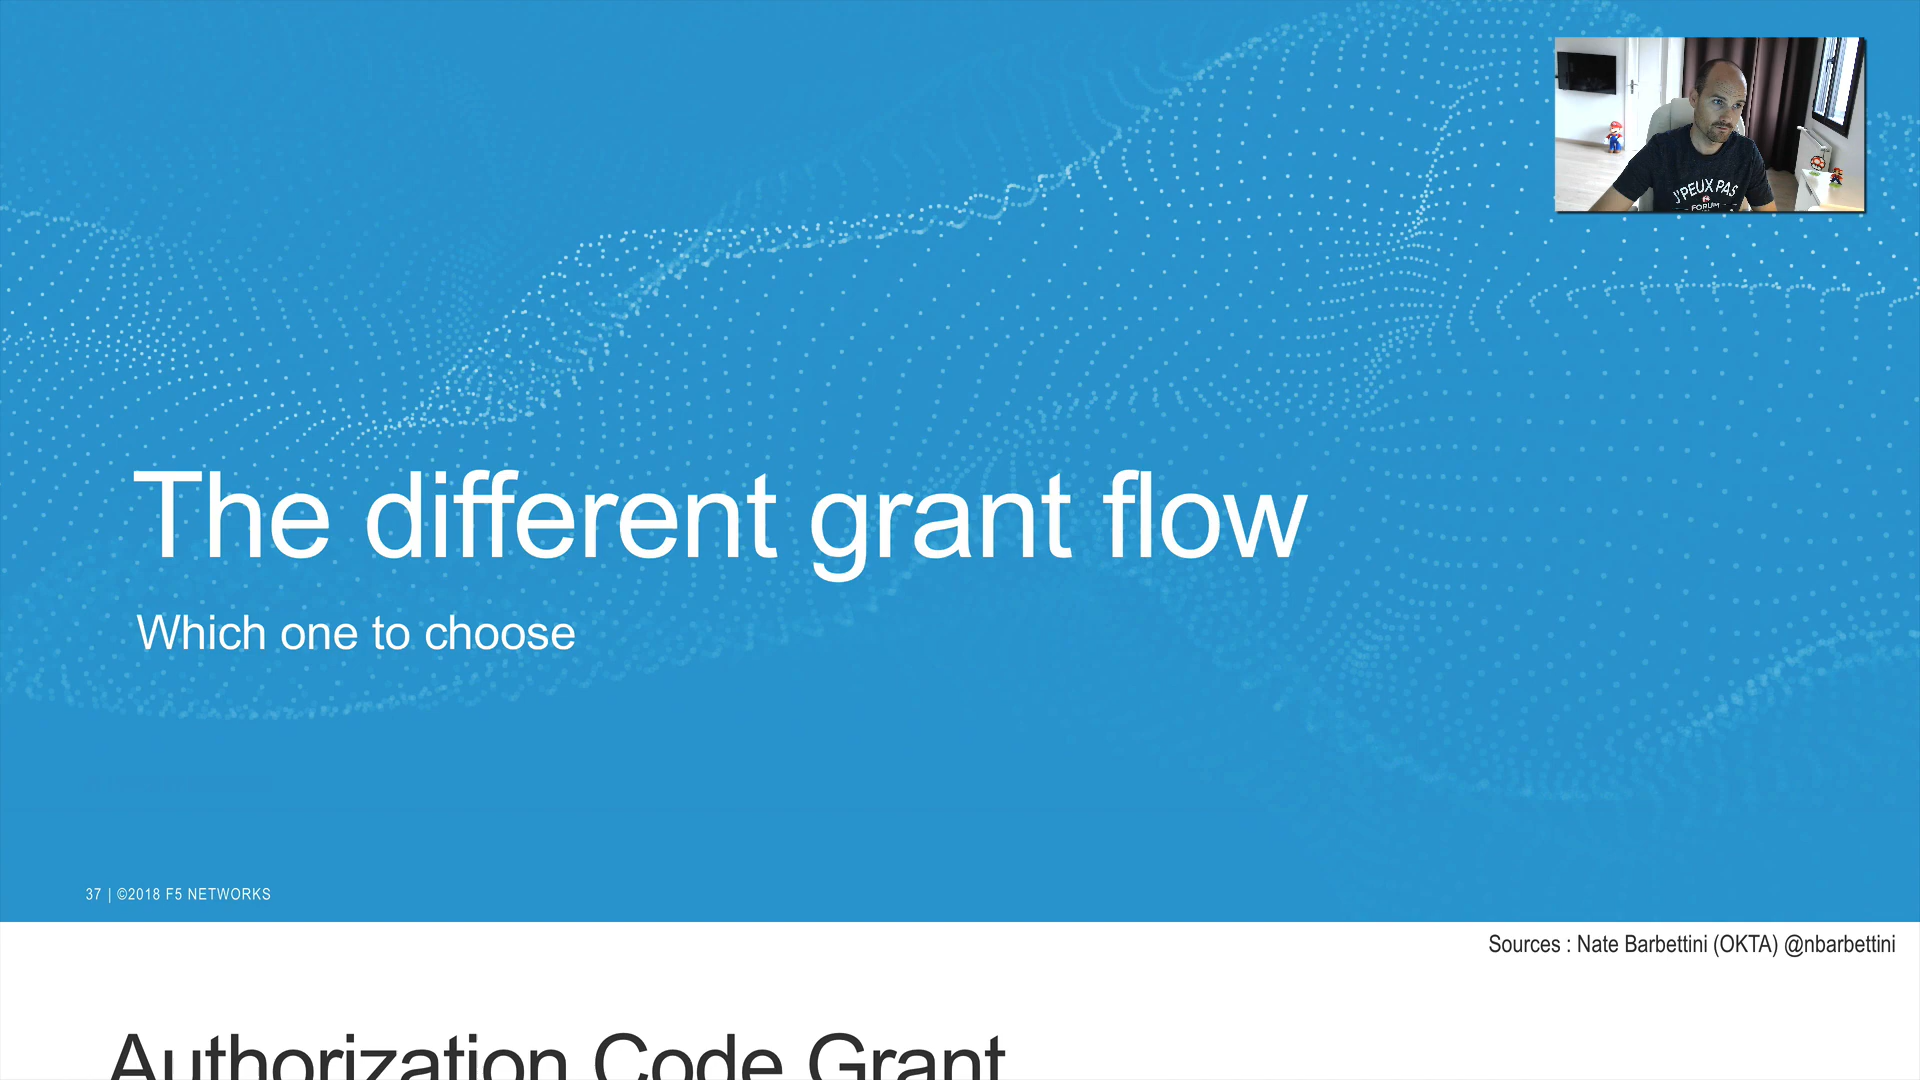 J'PEUX PAS
FORUM
The different grant flow
Which one to choose
37 | ©2018 F5 NETWORKS
Sources : Nate Barbettini (OKTA) @nbarbettini
Authorization Code Grant